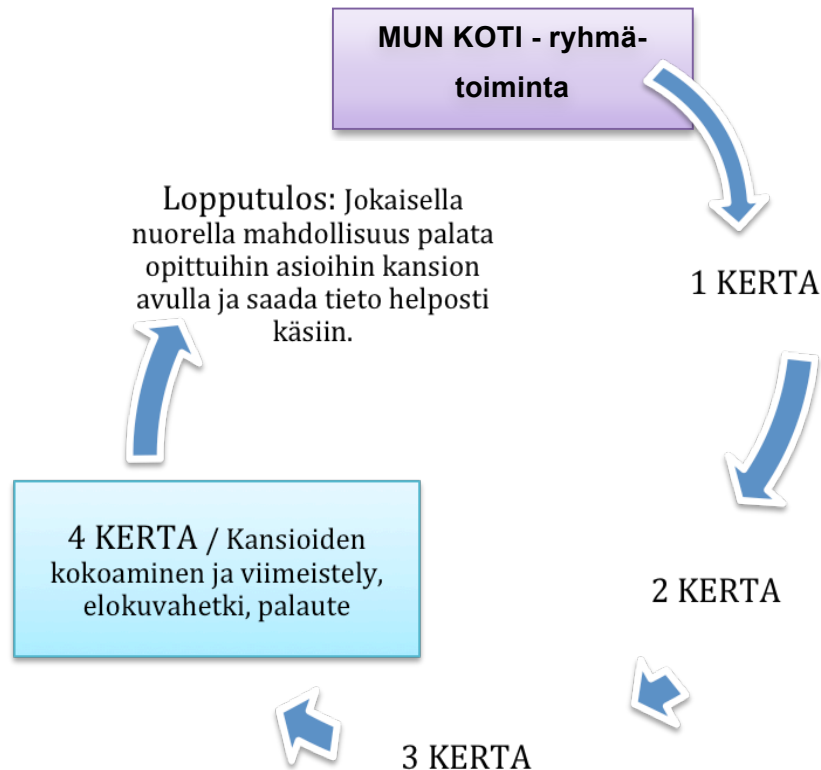 MUN KOTI - ryhmä-
toiminta
1 KERTA
2 KERTA
3 KERTA
4 KERTA / Kansioiden
kokoaminen ja viimeistely,
elokuvahetki, palaute
Lopputulos: Jokaisella
nuorella mahdollisuus palata
opittuihin asioihin kansion
avulla ja saada tieto helposti
käsiin.